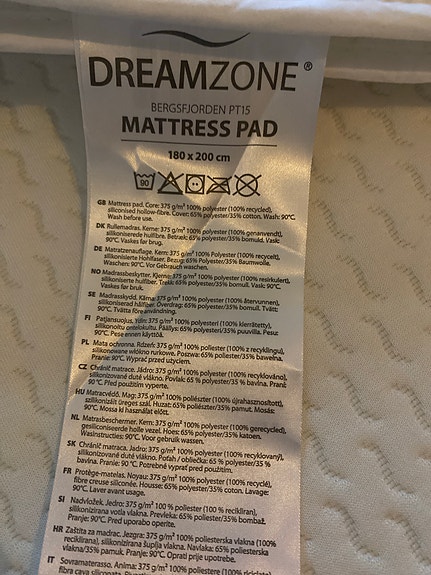 DREAMZONE®
BERGSFJORDEN PT15
MATTRESS PAD
180 x 200 cm
90
GB Mattress pad. Core: 375 g/m² 100% polyester (100% recycled),
siliconised hollow-fibre. Cover: 65% polyester/35% cotton. Wash: 90°C.
Wash before use.
DK Rullemadras. Kerne: 375 g/m² 100% polyester (100% genanvendt),
silikoniserede hulfibre. Betræk: 65% polyester/35% bomuld. Vask:
90°C. Vaskes før brug.
DE Matratzenauflage. Kern: 375 g/m² 100% Polyester (100% recycelt),
silikonisierte Hohlfaser. Bezug: 65% Polyester/35% Baumwolle.
Waschen: 90°C. Vor Gebrauch waschen.
NO Madrassbeskytter. Kjerne: 375 g/m² 100% polyester (100% resirkulert),
silikoniserte hulfiber. Trekk: 65% polyester/35% bomull. Vask: 90°C.
Vaskes før bruk.
SE Madrasskydd. Kärna: 375 g/m² 100% polyester (100% återvunnen),
silikoniserad hålfiber. Överdrag: 65% polyester/35% bomull. Tvätt:
90°C. Tvätta före användning.
FI Patjansuojus. Ydin: 375 g/m² 100% polyesteri (100% kierrätetty),
silikonoitu onteloku­itu. Päällys: 65% polyesteri/35% puuvilla. Pesu:
90°C. Pese ennen käyttöä.
PL Mata ochronna. Rdzeń: 375 g/m² 100% poliester (100% z recyklingu),
silikonizowane włókno rurkowe. Poszwa: 65% poliester/35% bawełna.
Pranie: 90°C. Wyprać przed użyciem.
CZ Chránič matrace. Jádro: 375 g/m² 100% polyester (100% recyklováno),
silikonizované duté vlákno. Povlak: 65 % polyester/35 % bavlna. Praní:
90 °C. Před použitím vyperte.
HU Matracvédő. Mag: 375 g/m² 100% poliészter (100% újrahasznosított),
szilikonizált üreges szál. Huzat: 65% poliészter/35% pamut. Mosás:
90°C. Mossa ki használat előtt.
NL Matrasbeschermer. Kern: 375 g/m² 100% polyester (100% gerecycled),
gesiliconiseerde holle vezel. Hoes: 65% polyester/35% katoen.
Wasinstructies: 90°C. Voor gebruik wassen.
SK Chránič matrace. Jadro: 375 g/m² 100% polyester (100% recyklovaný),
silikonizované duté vlákno. Poťah / obliečka: 65 % polyester/35 %
bavlna. Pranie: 90 °C. Potrebné vyprať pred použitím.
FR Protège-matelas. Noyau: 375 g/m² 100% polyester (100% recyclé),
fibre creuse siliconée. Housse: 65% polyester/35% coton. Lavage:
90°C. Laver avant usage.
SI Nadvložek. Jedro: 375 g/m² 100% poliester (100 % recikliran),
silikonizirana votla vlakna. Prevleka: 65% poliester/35% bombaž.
Pranje: 90°C. Pred uporabo operite.
HR Zaštita za madrac. Jezgra: 375 g/m² 100% poliesterska vlakna (100%
reciklirana), silikonizirana šuplja vlakna. Navlaka: 65% poliesterska
vlakna/35% pamuk. Pranje: 90°C. Oprati prije upotrebe.
IT Sovramaterasso. Anima: 375 g/m² 100% poliestere (100% riciclato),
fibra cava siliconata.